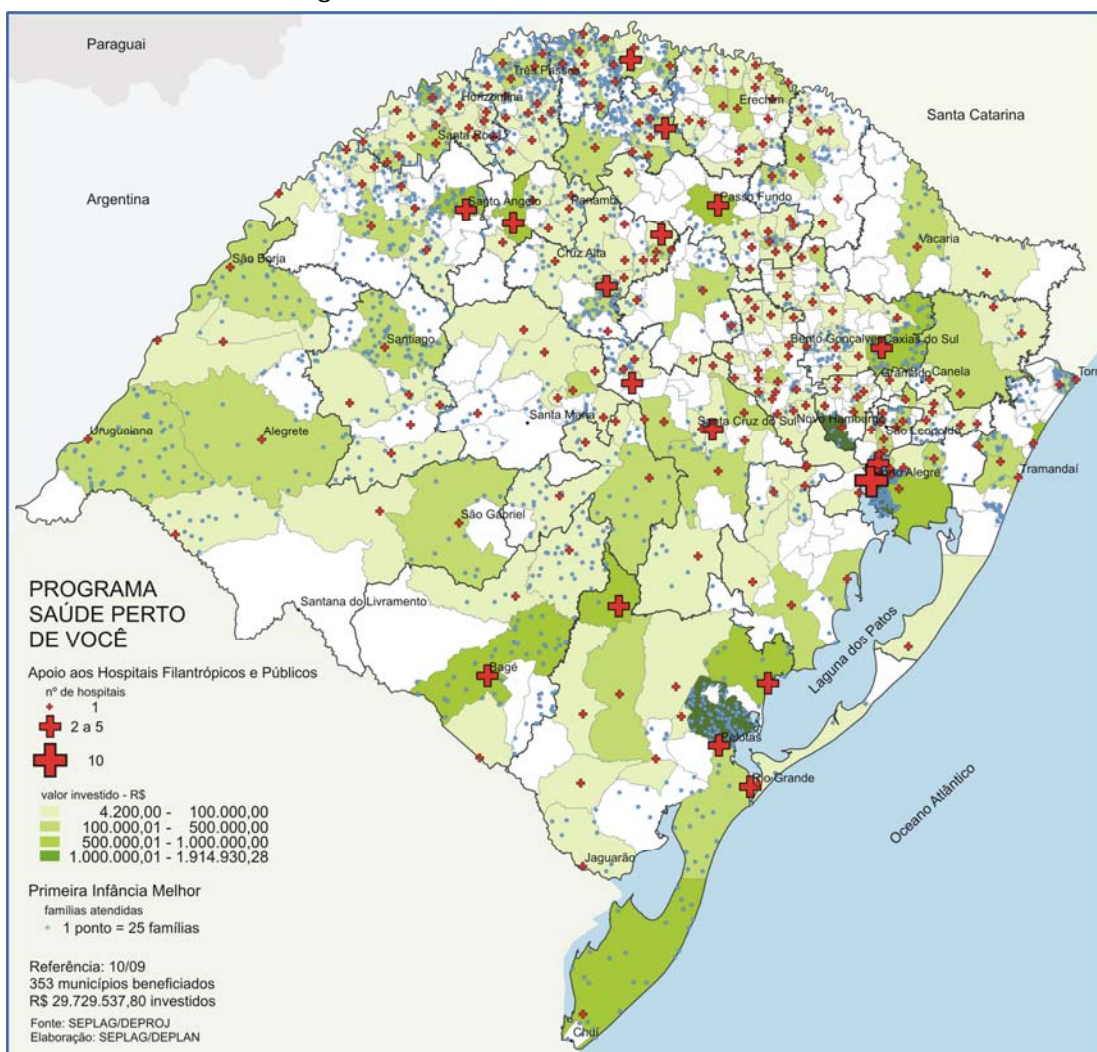 Paraguai
Santa Catarina
Argentina
Três Passos
Horizontina
Erechim
Santa Rosa
Santo Angelo
Panambi
Passo Fundo
Vacaria
São Borja
Cruz Alta
Santiago
Bento Gonçalves
Caxias do Sul
Gramado
Canela
Torr
Santa Maria
Santa Cruz do Sul
Novo Hamburgo
São Leopoldo
Uruguaiana
Alegrete
Porto Alegre
Tramandaí
São Gabriel
Santana do Livramento
Laguna dos Patos
Bagé
Pelotas
Rio Grande
Oceano Atlântico
Jaguarão
Chuí
PROGRAMA
SAÚDE PERTO
DE VOCÊ
Apoio aos Hospitais Filantrópicos e Públicos
nº de hospitais
1
2 a 5
10
valor investido - R$
4.200,00 - 100.000,00
100.000,01 - 500.000,00
500.000,01 - 1.000.000,00
1.000.000,01 - 1.914.930,28
Primeira Infância Melhor
famílias atendidas
1 ponto = 25 famílias
Referência: 10/09
353 municípios beneficiados
R$ 29.729.537,80 investidos
Fonte: SEPLAG/DEPROJ
Elaboração: SEPLAG/DEPLAN